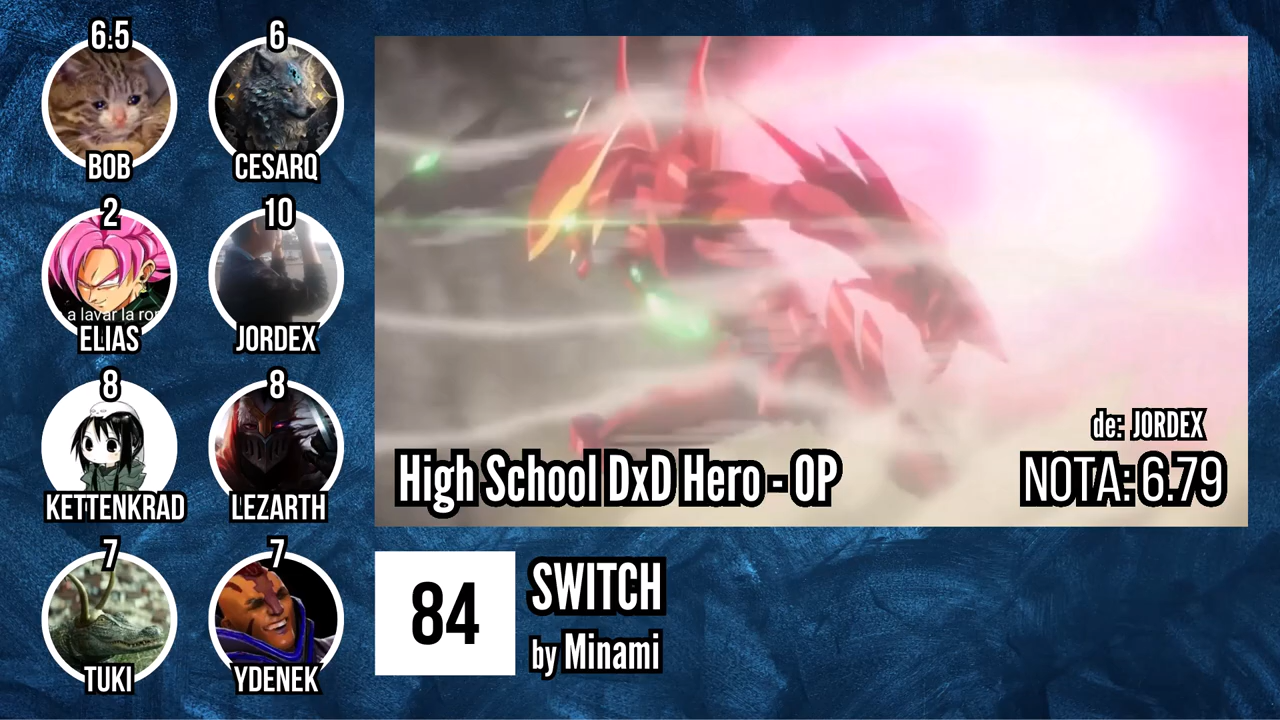 6.5
BOB
6
CESARQ
2
a lavar la rop
ELIAS
10
JORDEX
8
KETTENKRAD
8
LEZARTH
7
TUKI
7
YDENEK
de: JORDEX
High School DxD Hero - OP
NOTA: 6.79
84
SWITCH
by Minami